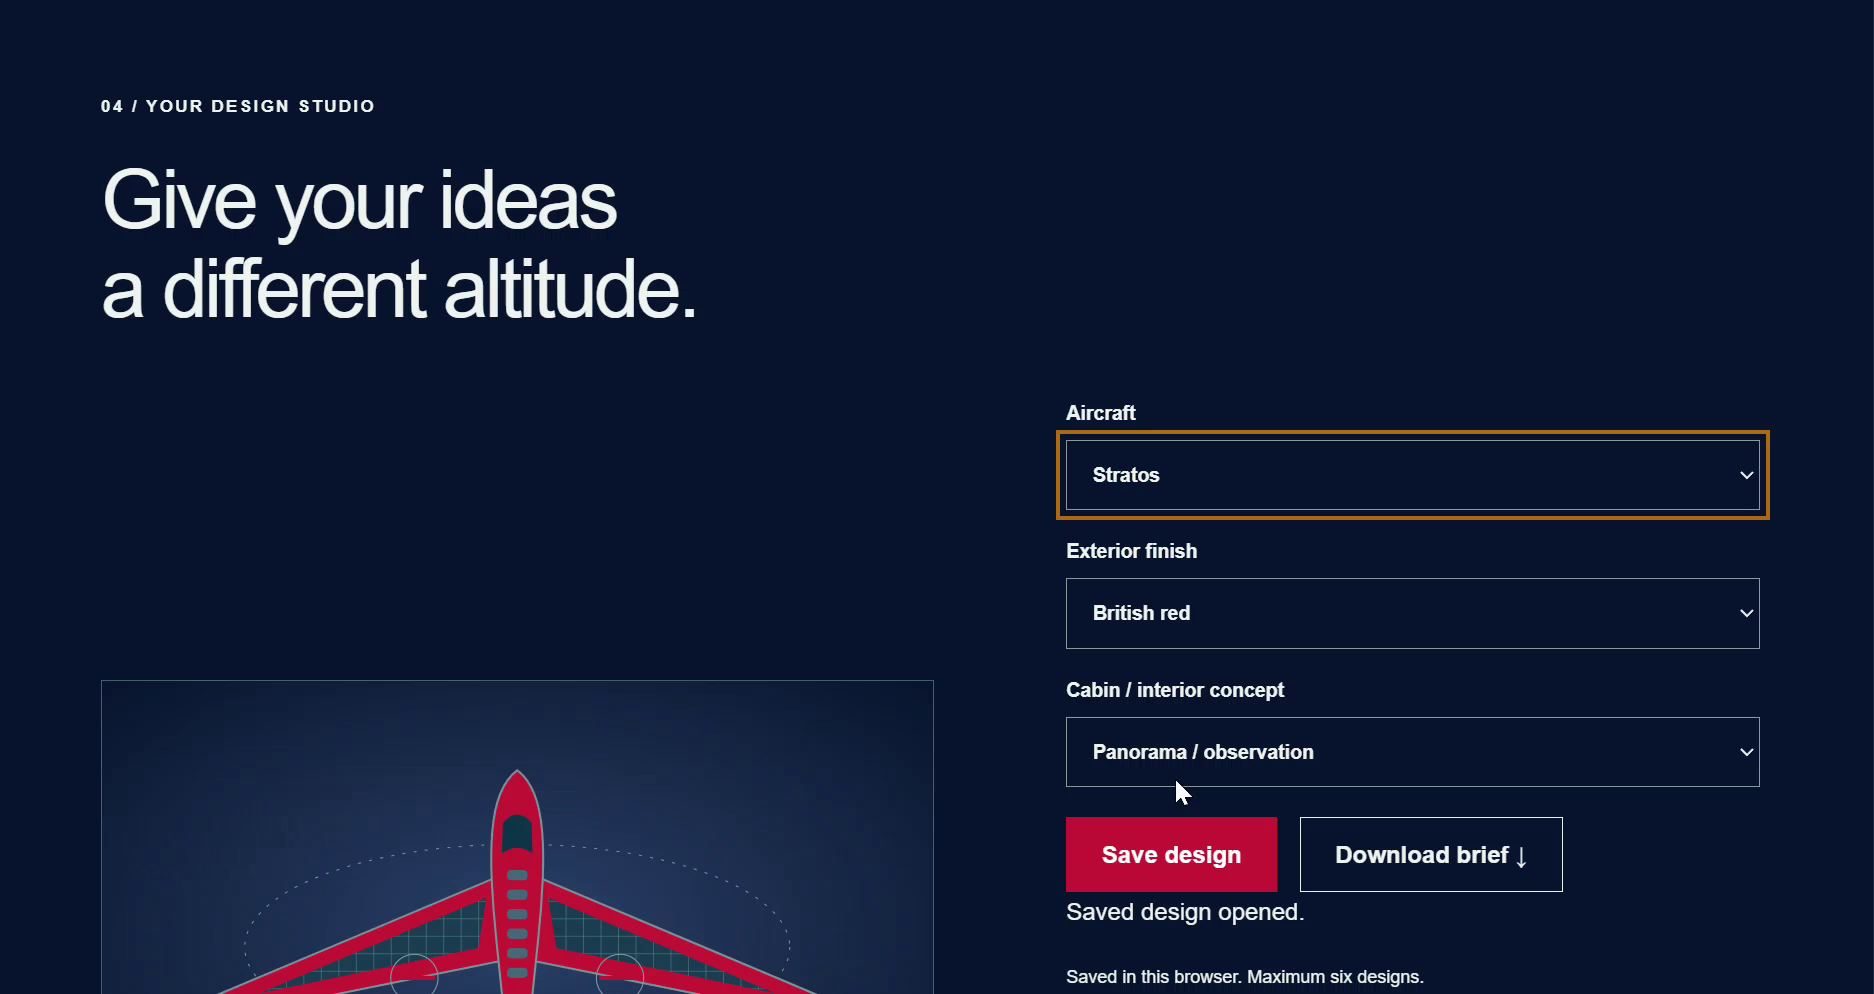 04 / YOUR DESIGN STUDIO
Give your ideas
a different altitude.
Aircraft
Stratos
Exterior finish
British red
Cabin / interior concept
Panorama / observation
Save design
Download brief ↓
Saved design opened.
Saved in this browser. Maximum six designs.